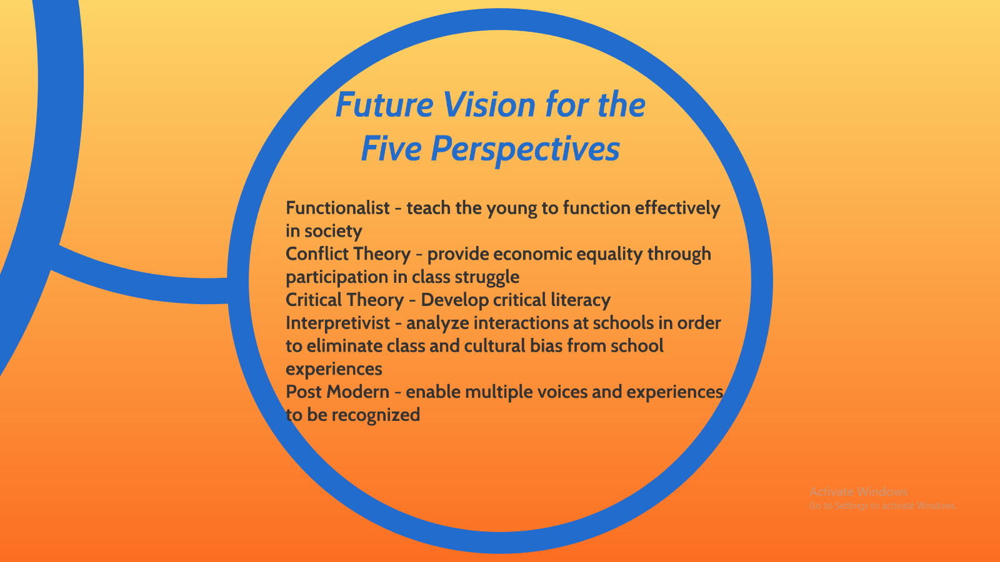 Future Vision for the
Five Perspectives
Functionalist - teach the young to function effectively
in society
Conflict Theory - provide economic equality through
participation in class struggle
Critical Theory - Develop critical literacy
Interpretivist - analyze interactions at schools in order
to eliminate class and cultural bias from school
experiences
Post Modern - enable multiple voices and experiences
to be recognized
Activate Windows
Go to Settings to activate Windows.